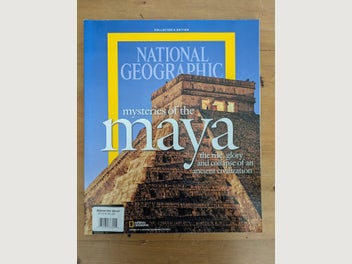 COLLECTOR'S EDITION
NATIONAL
GEOGRAPHIC
mysteries of the
maya
the rise, glory
and collapse of an
ancient civilization